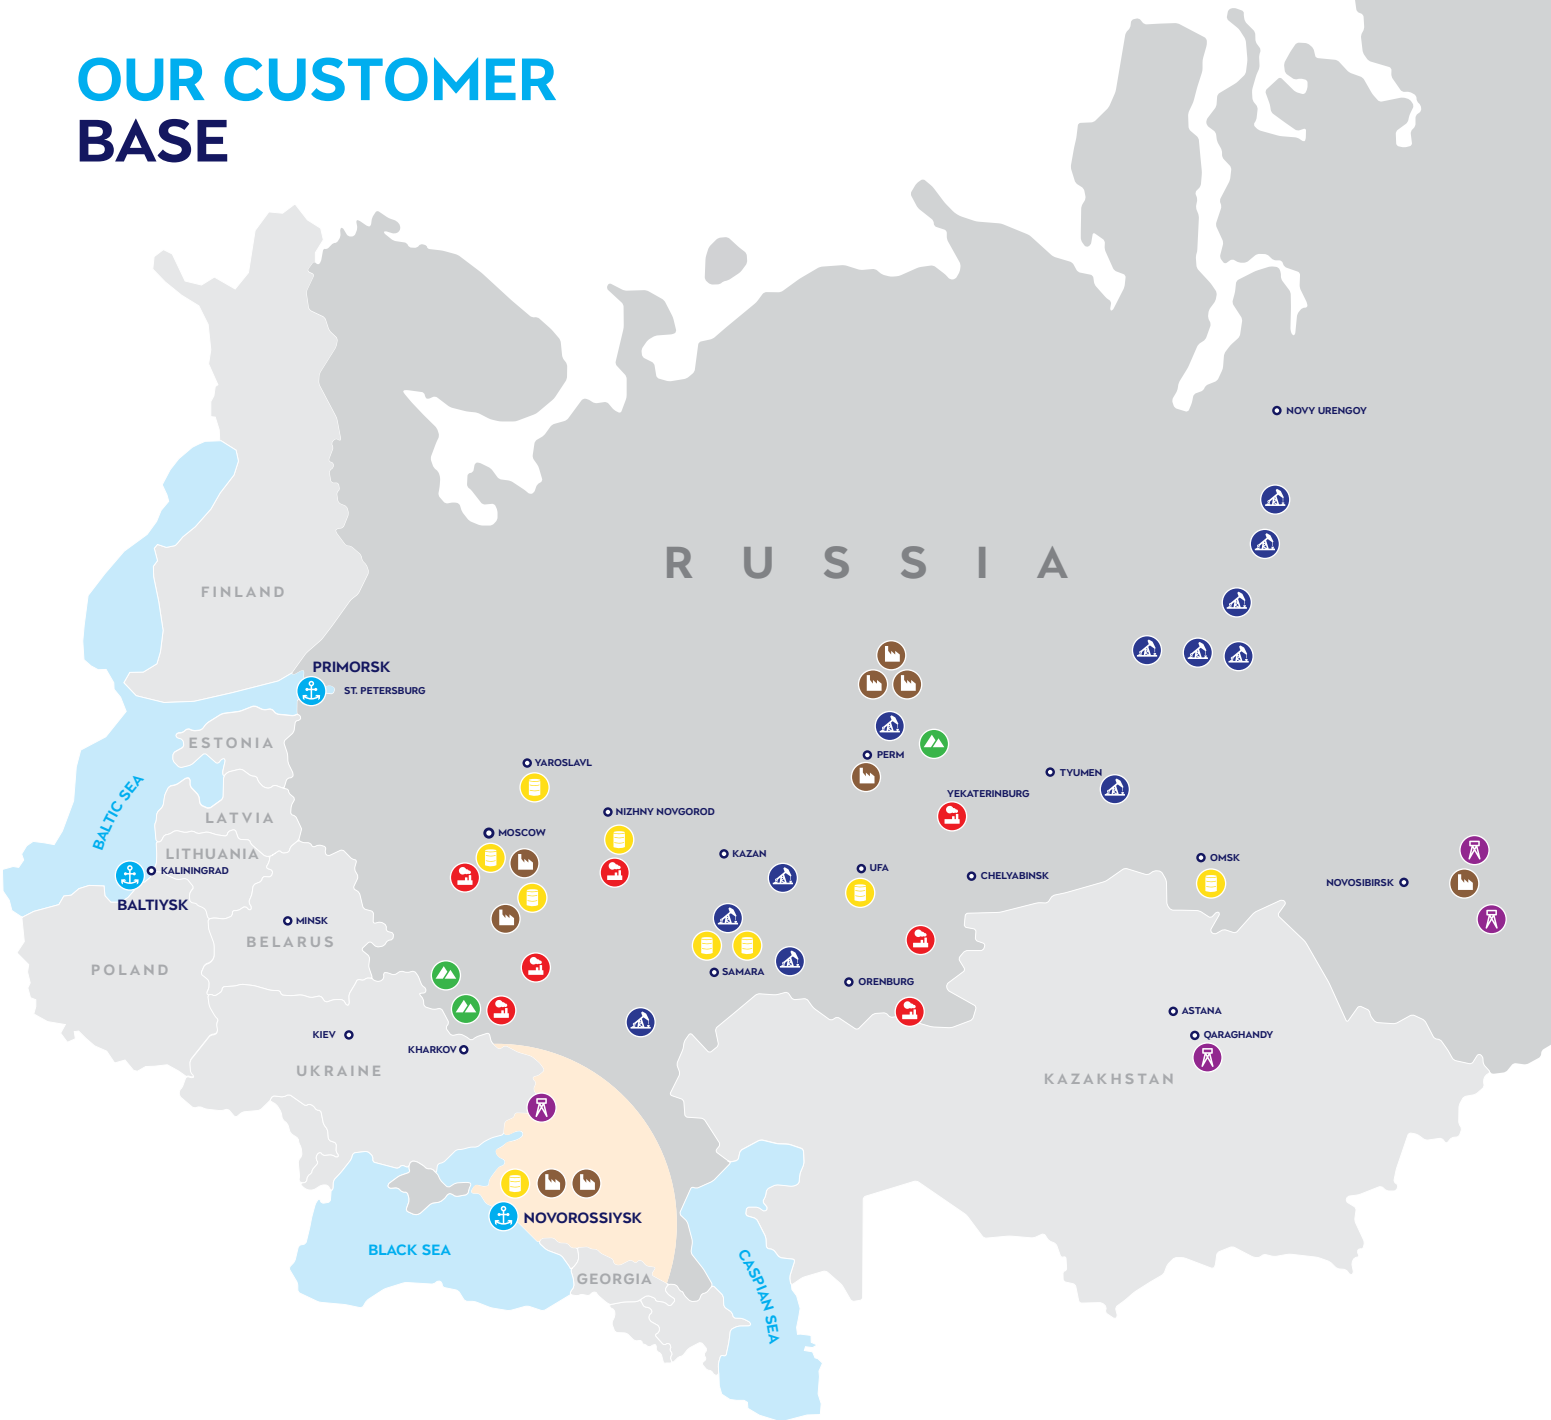 OUR CUSTOMER
BASE
NOVY URENGOY
RUSSIA
FINLAND
PRIMORSK
ST. PETERSBURG
ESTONIA
YAROSLAVL
PERM
TYUMEN
YEKATERINBURG
BALTIC SEA
LATVIA
NIZHNY NOVGOROD
MOSCOW
LITHUANIA
KAZAN
OMSK
KALININGRAD
UFA
CHELYABINSK
NOVOSIBIRSK
BALTIYSK
MINSK
BELARUS
POLAND
SAMARA
ORENBURG
ASTANA
KIEV
QARAGHANDY
KHARKOV
UKRAINE
KAZAKHSTAN
NOVOROSSIYSK
BLACK SEA
GEORGIA
CASPIAN SEA